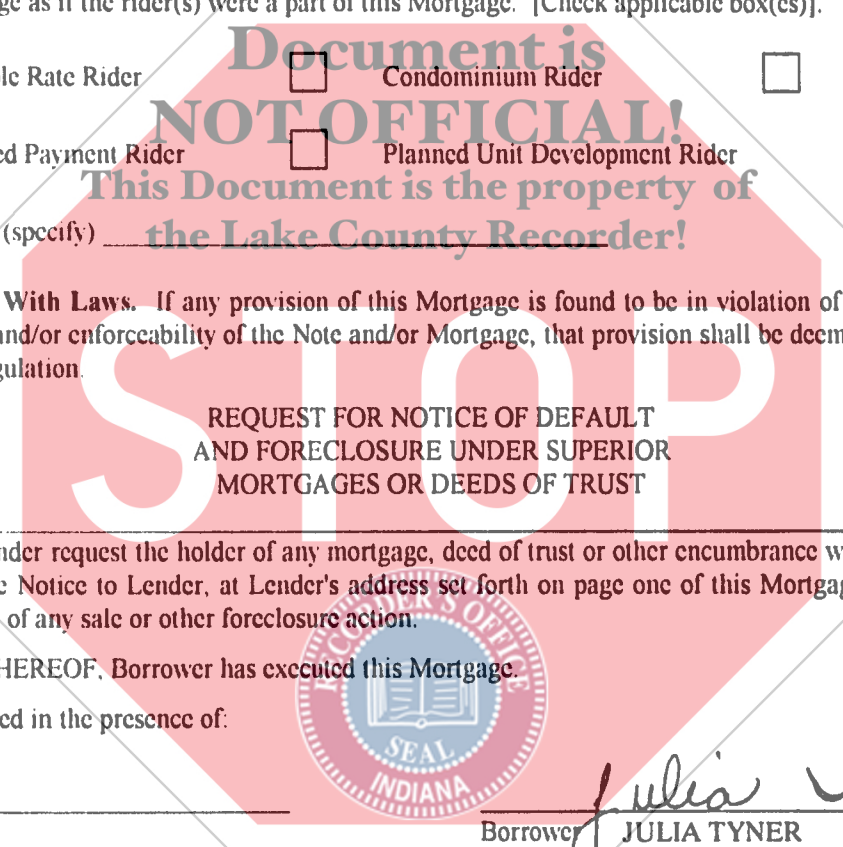 ge as if the rider(s) were a part of this Mortgage. [Check applicable box(es)].
Document is
le Rate Rider Condominium Rider
NOT OFFICIAL!
ed Payment Rider Planned Unit Development Rider
This Document is the property of
(specify)
the Lake County Recorder!
With Laws. If any provision of this Mortgage is found to be in violation of
and/or enforceability of the Note and/or Mortgage, that provision shall be deem
gulation.
STOP
REQUEST FOR NOTICE OF DEFAULT
AND FORECLOSURE UNDER SUPERIOR
MORTGAGES OR DEEDS OF TRUST
nder request the holder of any mortgage, deed of trust or other encumbrance w
e Notice to Lender, at Lender's address set forth on page one of this Mortgag
of any sale or other foreclosure action.
RECORDER'S OFFICE
HEREOF, Borrower has executed this Mortgage.
ed in the presence of:
SEAL
INDIANA
Julia
Borrower JULIA TYNER